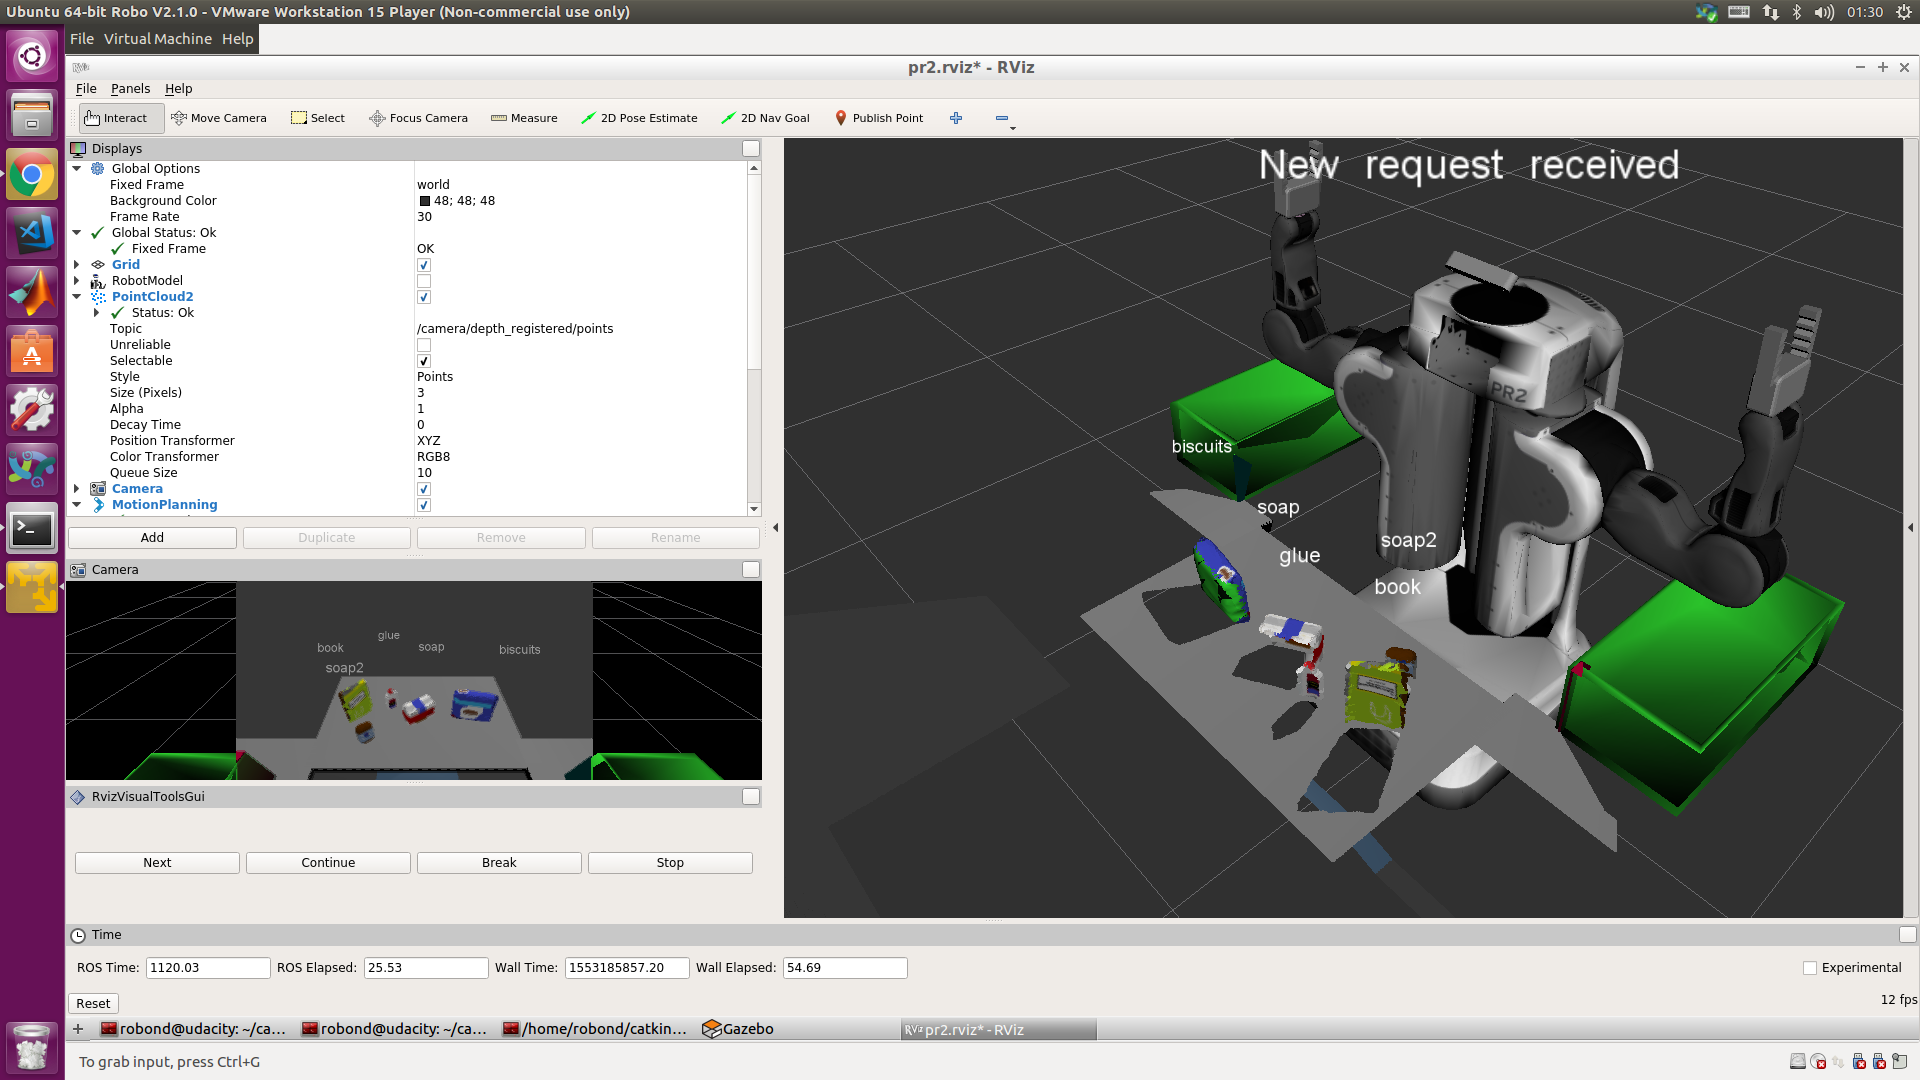 Ubuntu 64-bit Robo V2.1.0 - VMware Workstation 15 Player (Non-commercial use only)
01:30
File Virtual Machine Help
RViz
pr2.rviz* - RViz
File Panels Help
Interact Move Camera Select Focus Camera Measure 2D Pose Estimate 2D Nav Goal Publish Point
Displays
Global Options
Fixed Frame world
Background Color 48; 48; 48
Frame Rate 30
Global Status: Ok
Fixed Frame OK
Grid
RobotModel
PointCloud2
Status: Ok
Topic /camera/depth_registered/points
Unreliable
Selectable
Style Points
Size (Pixels) 3
Alpha 1
Decay Time 0
Position Transformer XYZ
Color Transformer RGB8
Queue Size 10
Camera
MotionPlanning
Add Duplicate Remove Rename
Camera
book glue soap biscuits
soap2
RvizVisualToolsGui
Next Continue Break Stop
New request received
PR2
biscuits
soap
soap2
glue
book
Time
ROS Time: 1120.03 ROS Elapsed: 25.53 Wall Time: 1553185857.20 Wall Elapsed: 54.69 Experimental
Reset 12 fps
robond@udacity: ~/ca... robond@udacity: ~/ca... /home/robond/catkin... Gazebo RViz pr2.rviz* - RViz
To grab input, press Ctrl+G